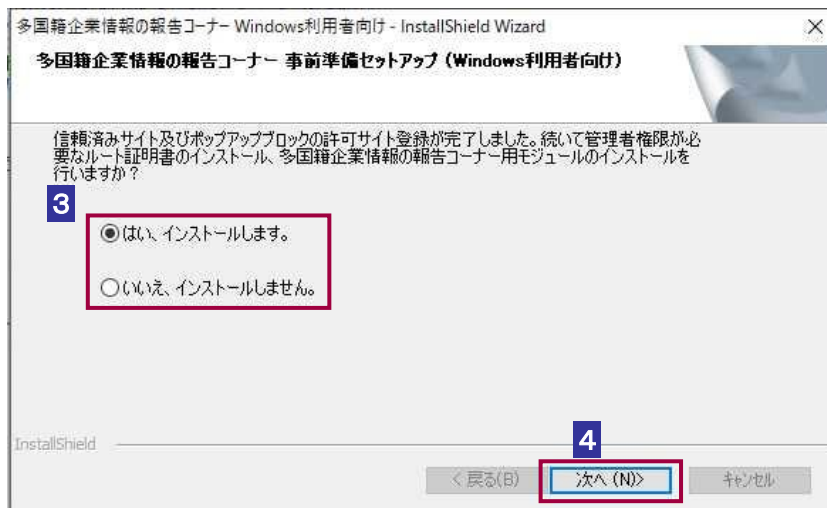 多国籍企業情報の報告コーナー Windows利用者向け - InstallShield Wizard
多国籍企業情報の報告コーナー 事前準備セットアップ (Windows利用者向け)
信頼済みサイト及びポップアップブロックの許可サイト登録が完了しました。続いて管理者権限が必
要なルート証明書のインストール、多国籍企業情報の報告コーナー用モジュールのインストールを
行いますか？
3
はい、インストールします。
いいえ、インストールしません。
InstallShield
4
< 戻る(B)
次へ (N)>
キャンセル